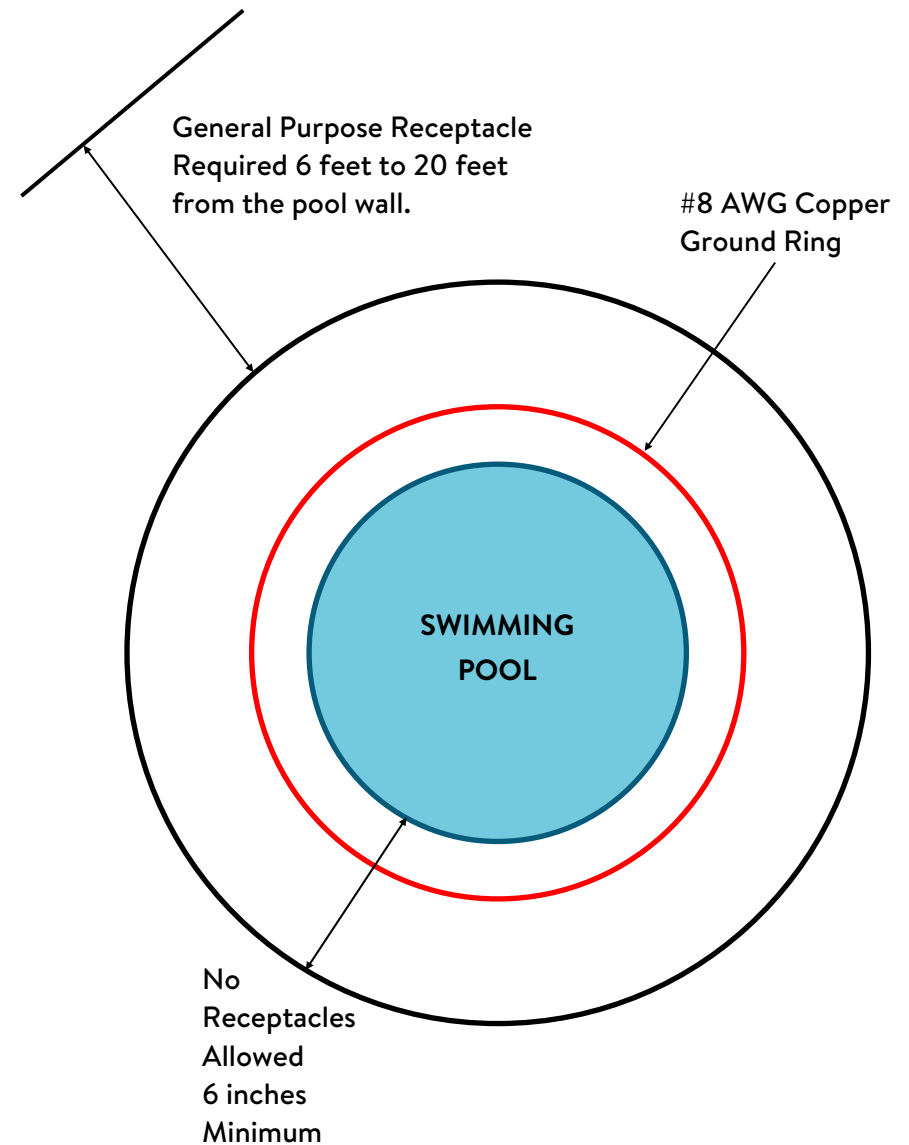 General Purpose Receptacle
Required 6 feet to 20 feet
from the pool wall.
#8 AWG Copper
Ground Ring
SWIMMING
POOL
No
Receptacles
Allowed
6 inches
Minimum